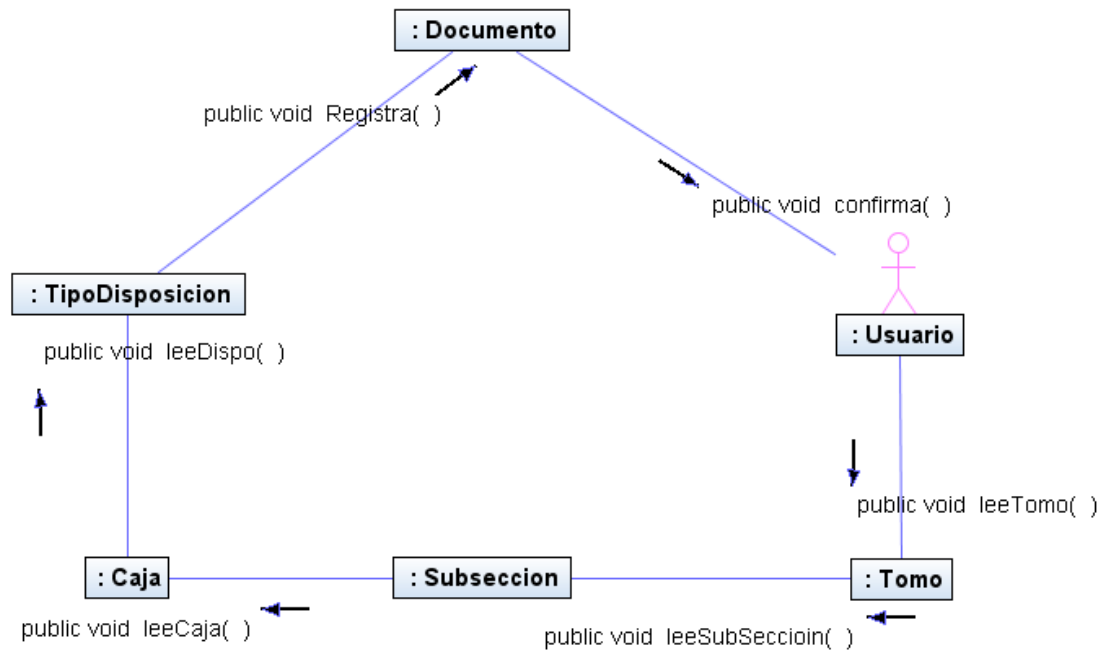 : Documento
public void Registra( )
public void confirma( )
: TipoDisposicion
: Usuario
public void leeDispo( )
public void leeTomo( )
: Caja
: Subseccion
: Tomo
public void leeCaja( )
public void leeSubSeccioin( )